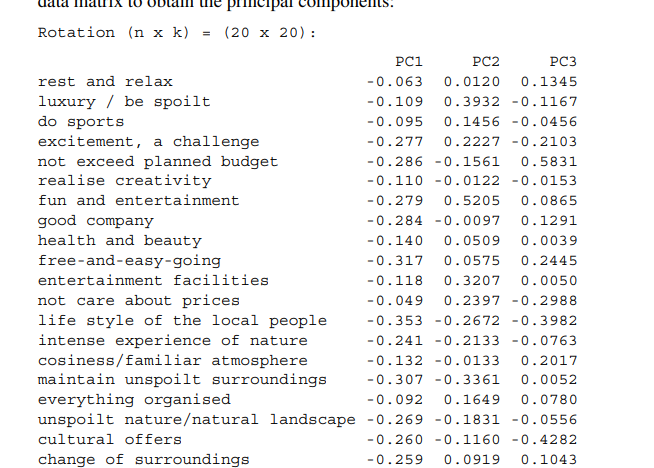 data matrix to obtain the principal components:
Rotation (n x k) = (20 x 20):
PC1 PC2 PC3
rest and relax -0.063 0.0120 0.1345
luxury / be spoilt -0.109 0.3932 -0.1167
do sports -0.095 0.1456 -0.0456
excitement, a challenge -0.277 0.2227 -0.2103
not exceed planned budget -0.286 -0.1561 0.5831
realise creativity -0.110 -0.0122 -0.0153
fun and entertainment -0.279 0.5205 0.0865
good company -0.284 -0.0097 0.1291
health and beauty -0.140 0.0509 0.0039
free-and-easy-going -0.317 0.0575 0.2445
entertainment facilities -0.118 0.3207 0.0050
not care about prices -0.049 0.2397 -0.2988
life style of the local people -0.353 -0.2672 -0.3982
intense experience of nature -0.241 -0.2133 -0.0763
cosiness/familiar atmosphere -0.132 -0.0133 0.2017
maintain unspoilt surroundings -0.307 -0.3361 0.0052
everything organised -0.092 0.1649 0.0780
unspoilt nature/natural landscape -0.269 -0.1831 -0.0556
cultural offers -0.260 -0.1160 -0.4282
change of surroundings -0.259 0.0919 0.1043